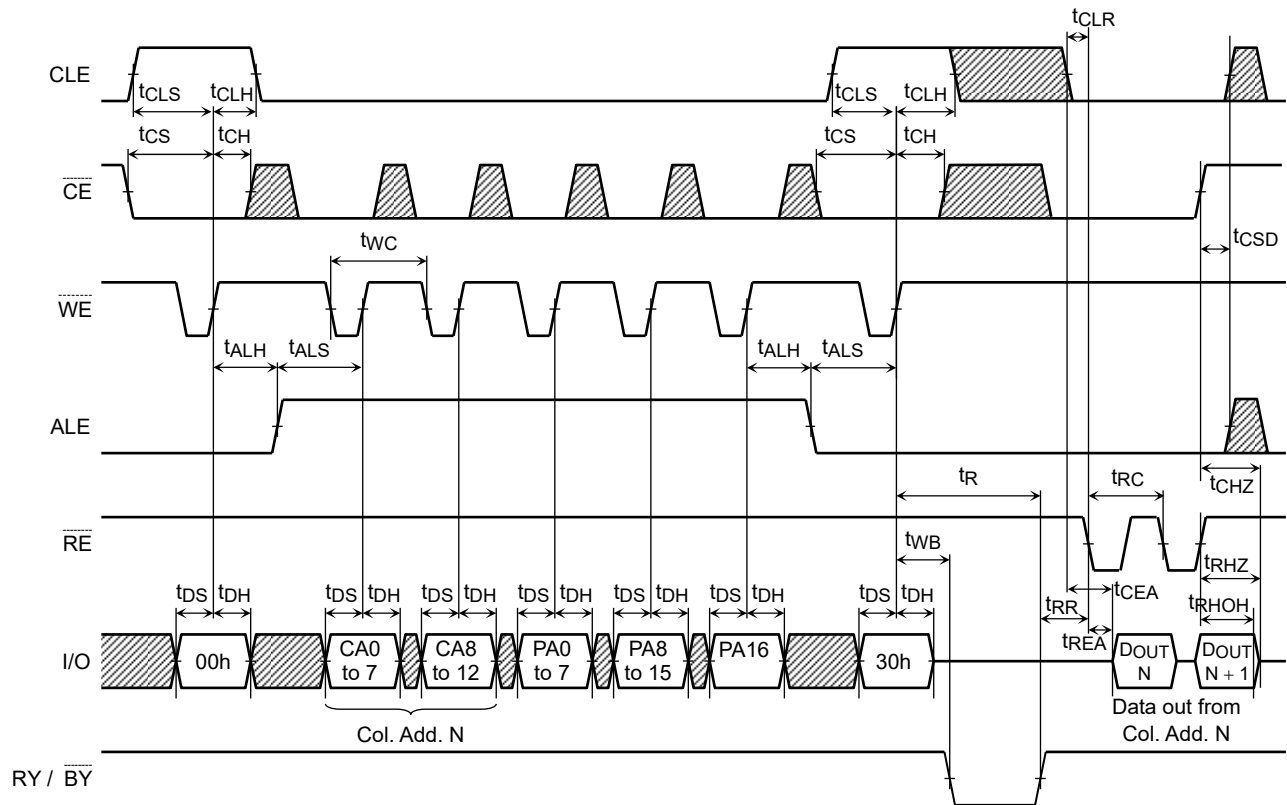 tCLR
CLE
tCLS tCLH tCLS tCLH
tCS tCH tCS tCH
CE
tWC tCSD
WE
tALH tALS tALH tALS
ALE
tR tRC tCHZ
RE
tWB tRHZ
tDS tDH tDS tDH tDS tDH tDS tDH tDS tDH tDS tDH tDS tDH tCEA
tRR tRHOH
tREA
I/O 00h CA0 to 7 CA8 to 12 PA0 to 7 PA8 to 15 PA16 30h DOUT N DOUT N + 1
Col. Add. N
Data out from
Col. Add. N
RY / BY